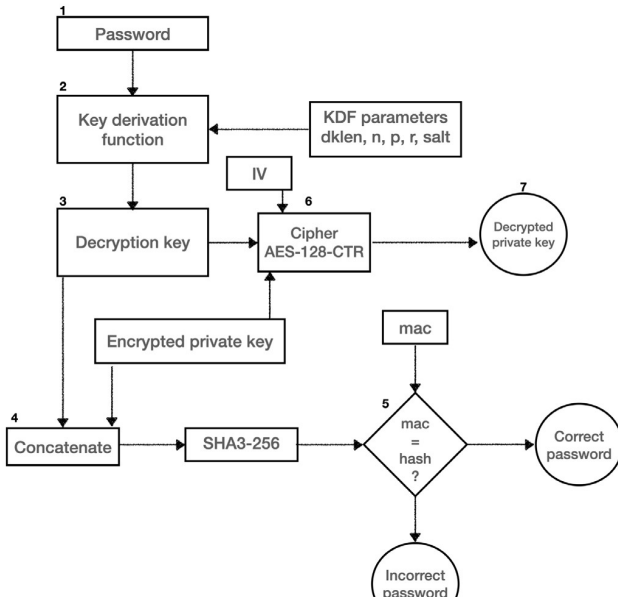 1
Password
2
Key derivation
function
KDF parameters
dklen, n, p, r, salt
IV
3
Decryption key
6
Cipher
AES-128-CTR
7
Decrypted
private key
Encrypted private key
mac
4
Concatenate
SHA3-256
5
mac
=
hash
?
Correct
password
Incorrect
password